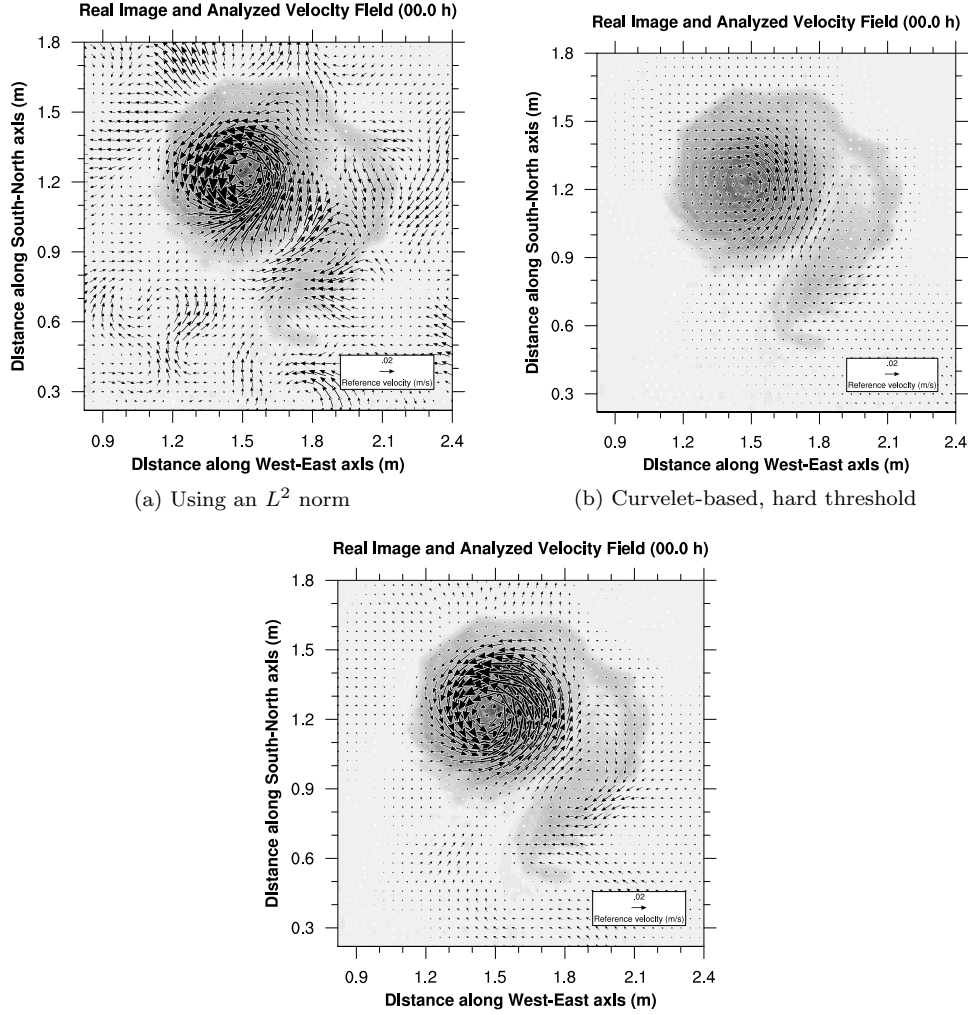 Real Image and Analyzed Velocity Field (00.0 h)
1.8
1.5
1.2
0.9
0.6
0.3
Distance along South-North axis (m)
.02
Reference velocity (m/s)
0.9 1.2 1.5 1.8 2.1 2.4
Distance along West-East axis (m)
(a) Using an L² norm
Real Image and Analyzed Velocity Field (00.0 h)
1.8
1.5
1.2
0.9
0.6
0.3
Distance along South-North axis (m)
.02
Reference velocity (m/s)
0.9 1.2 1.5 1.8 2.1 2.4
Distance along West-East axis (m)
(b) Curvelet-based, hard threshold
Real Image and Analyzed Velocity Field (00.0 h)
1.8
1.5
1.2
0.9
0.6
0.3
Distance along South-North axis (m)
.02
Reference velocity (m/s)
0.9 1.2 1.5 1.8 2.1 2.4
Distance along West-East axis (m)